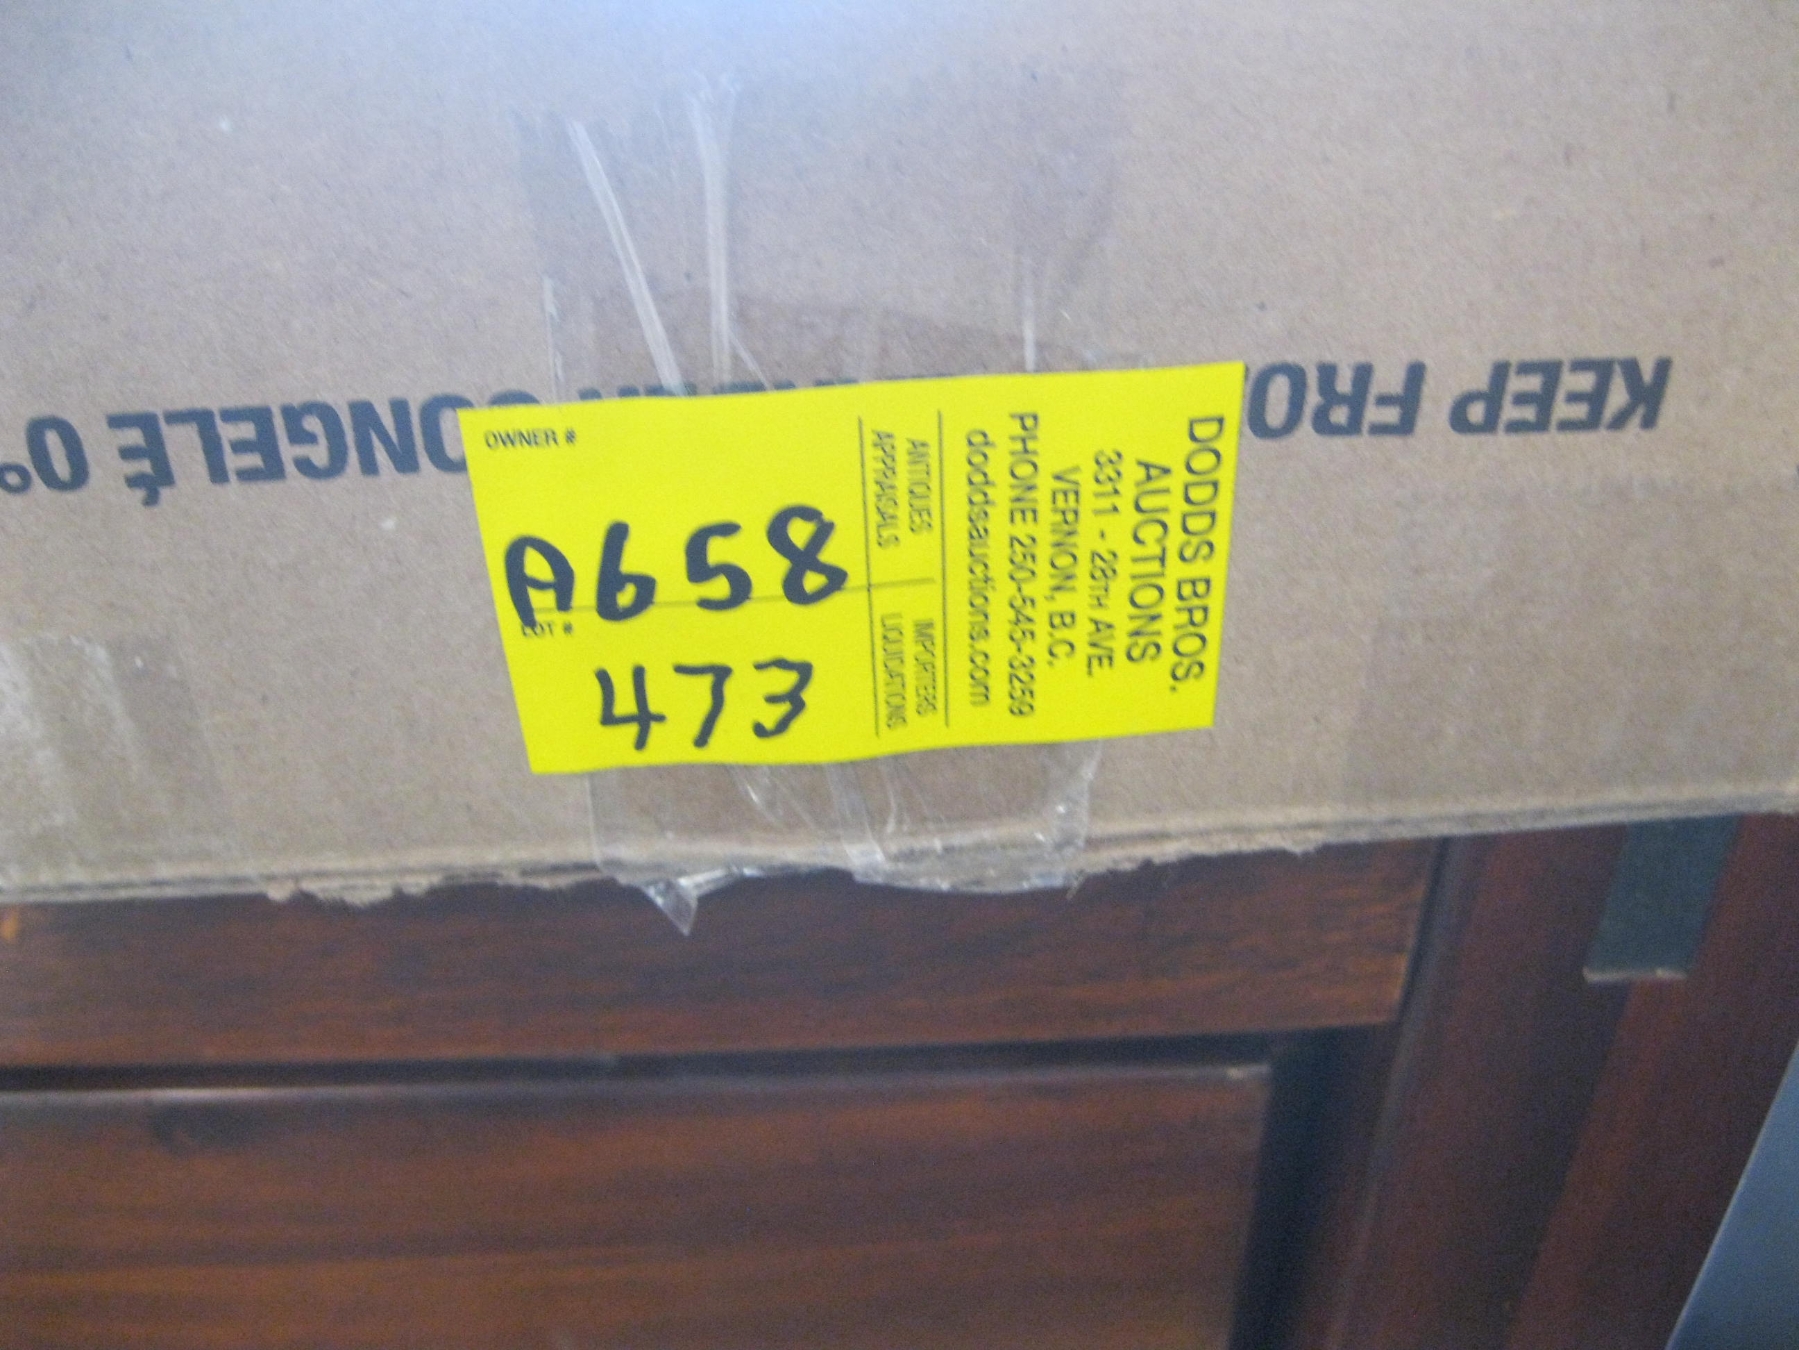 OWNER #
A658
LOT #
473
ANTIQUES
APPRAISALS
IMPORTERS
LIQUIDATIONS
DODDS BROS.
AUCTIONS
3311 - 28TH AVE.
VERNON, B.C.
PHONE 250-545-3259
doddsauctions.com
KEEP FRO
CONGELÉ 0°